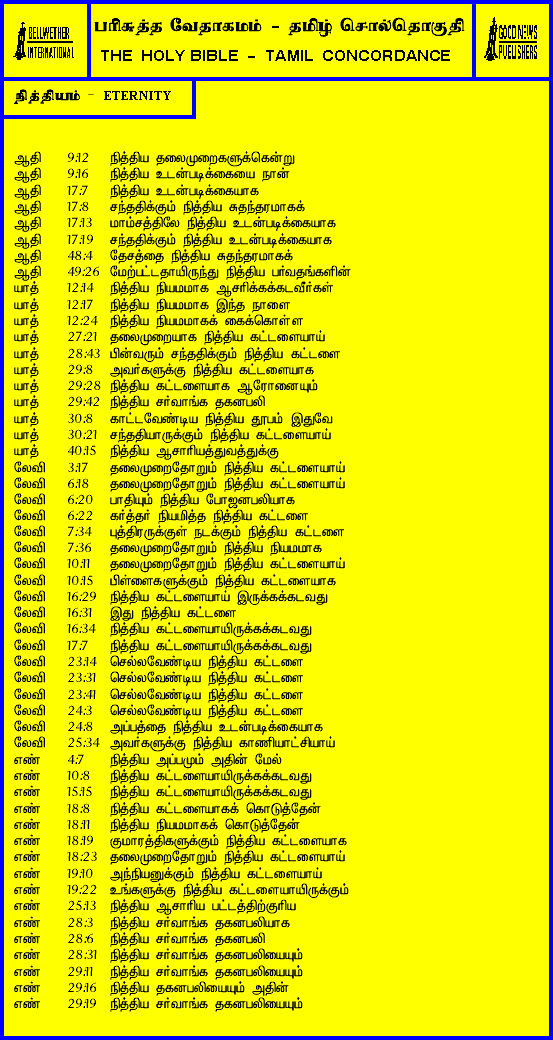 BELLWETHER
INTERNATIONAL
பரிசுத்த வேதாகமம் - தமிழ் சொல்தொகுதி
THE HOLY BIBLE - TAMIL CONCORDANCE
GOOD NEWS
PUBLISHERS
நித்தியம் - ETERNITY
ஆதி 9:12 நித்திய தலைமுறைகளுக்கென்று
ஆதி 9:16 நித்திய உடன்படிக்கையை நான்
ஆதி 17:7 நித்திய உடன்படிக்கையாக
ஆதி 17:8 சந்ததிக்கும் நித்திய சுதந்தரமாகக்
ஆதி 17:13 மாம்சத்திலே நித்திய உடன்படிக்கையாக
ஆதி 17:19 சந்ததிக்கும் நித்திய உடன்படிக்கையாக
ஆதி 48:4 தேசத்தை நித்திய சுதந்தரமாகக்
ஆதி 49:26 மேற்பட்டதாயிருந்து நித்திய பர்வதங்களின்
யாத் 12:14 நித்திய நியமமாக ஆசரிக்கக்கடவீர்கள்
யாத் 12:17 நித்திய நியமமாக இந்த நாளை
யாத் 12:24 நித்திய நியமமாகக் கைக்கொள்ள
யாத் 27:21 தலைமுறையாக நித்திய கட்டளையாய்
யாத் 28:43 பின்வரும் சந்ததிக்கும் நித்திய கட்டளை
யாத் 29:8 அவர்களுக்கு நித்திய கட்டளையாக
யாத் 29:28 நித்திய கட்டளையாக ஆரோனையும்
யாத் 29:42 நித்திய சர்வாங்க தகனபலி
யாத் 30:8 காட்டவேண்டிய நித்திய தூபம் இதுவே
யாத் 30:21 சந்ததியாருக்கும் நித்திய கட்டளையாய்
யாத் 40:15 நித்திய ஆசாரியத்துவத்துக்கு
லேவி 3:17 தலைமுறைதோறும் நித்திய கட்டளையாய்
லேவி 6:18 தலைமுறைதோறும் நித்திய கட்டளையாய்
லேவி 6:20 பாதியும் நித்திய போஜனபலியாக
லேவி 6:22 கர்த்தர் நியமித்த நித்திய கட்டளை
லேவி 7:34 புத்திரருக்குள் நடக்கும் நித்திய கட்டளை
லேவி 7:36 தலைமுறைதோறும் நித்திய நியமமாக
லேவி 10:11 தலைமுறைதோறும் நித்திய கட்டளையாய்
லேவி 10:15 பிள்ளைகளுக்கும் நித்திய கட்டளையாக
லேவி 16:29 நித்திய கட்டளையாய் இருக்கக்கடவது
லேவி 16:31 இது நித்திய கட்டளை
லேவி 16:34 நித்திய கட்டளையாயிருக்கக்கடவது
லேவி 17:7 நித்திய கட்டளையாயிருக்கக்கடவது
லேவி 23:14 செல்லவேண்டிய நித்திய கட்டளை
லேவி 23:31 செல்லவேண்டிய நித்திய கட்டளை
லேவி 23:41 செல்லவேண்டிய நித்திய கட்டளை
லேவி 24:3 செல்லவேண்டிய நித்திய கட்டளை
லேவி 24:8 அப்பத்தை நித்திய உடன்படிக்கையாக
லேவி 25:34 அவர்களுக்கு நித்திய காணியாட்சியாய்
எண் 4:7 நித்திய அப்பமும் அதின் மேல்
எண் 10:8 நித்திய கட்டளையாயிருக்கக்கடவது
எண் 15:15 நித்திய கட்டளையாயிருக்கக்கடவது
எண் 18:8 நித்திய கட்டளையாகக் கொடுத்தேன்
எண் 18:11 நித்திய நியமமாகக் கொடுத்தேன்
எண் 18:19 குமாரத்திகளுக்கும் நித்திய கட்டளையாக
எண் 18:23 தலைமுறைதோறும் நித்திய கட்டளையாய்
எண் 19:10 அந்நியனுக்கும் நித்திய கட்டளையாய்
எண் 19:22 உங்களுக்கு நித்திய கட்டளையாயிருக்கும்
எண் 25:13 நித்திய ஆசாரிய பட்டத்திற்குரிய
எண் 28:3 நித்திய சர்வாங்க தகனபலியாக
எண் 28:6 நித்திய சர்வாங்க தகனபலி
எண் 28:31 நித்திய சர்வாங்க தகனபலியையும்
எண் 29:11 நித்திய சர்வாங்க தகனபலியையும்
எண் 29:16 நித்திய தகனபலியையும் அதின்
எண் 29:19 நித்திய சர்வாங்க தகனபலியையும்